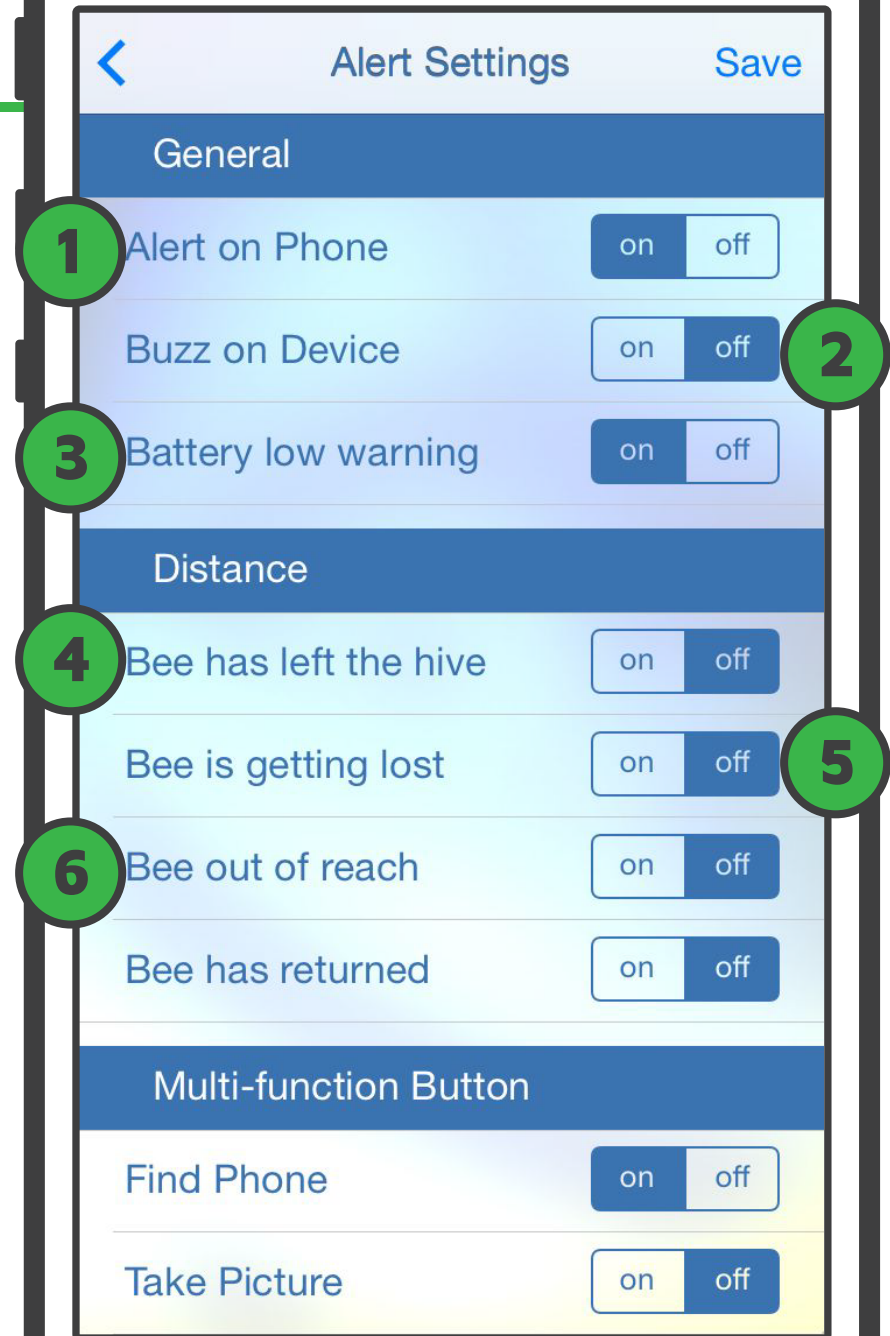 Alert Settings Save
General
1 Alert on Phone on off
Buzz on Device on off 2
3 Battery low warning on off
Distance
4 Bee has left the hive on off
Bee is getting lost on off 5
6 Bee out of reach on off
Bee has returned on off
Multi-function Button
Find Phone on off
Take Picture on off